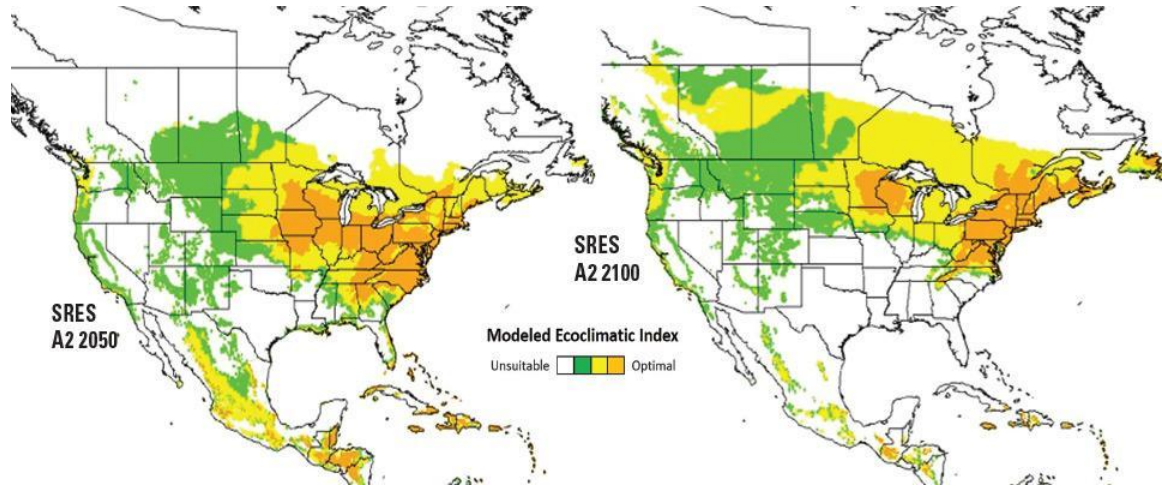 SRES
A2 2050
SRES
A2 2100
Modeled Ecoclimatic Index
Unsuitable Optimal